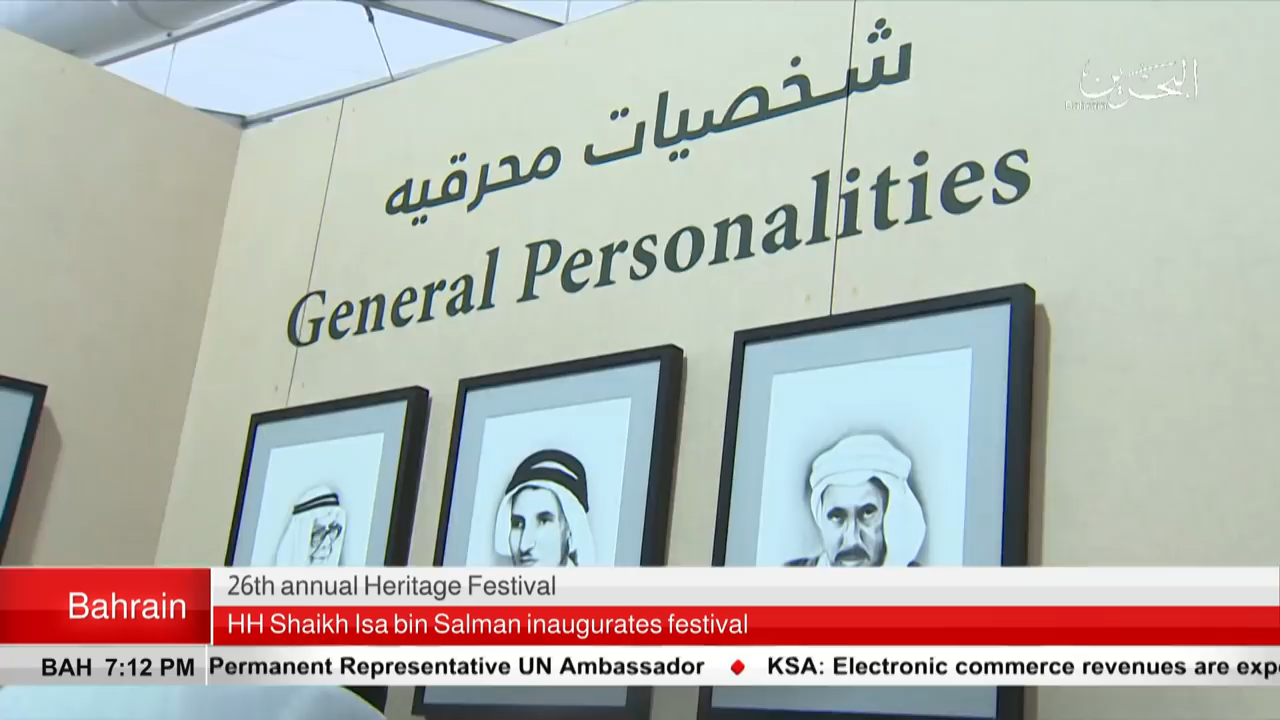 شخصيات محرقيه
General Personalities
البحرين
Bahrain
26th annual Heritage Festival
Bahrain
HH Shaikh Isa bin Salman inaugurates festival
BAH 7:12 PM Permanent Representative UN Ambassador KSA: Electronic commerce revenues are exp